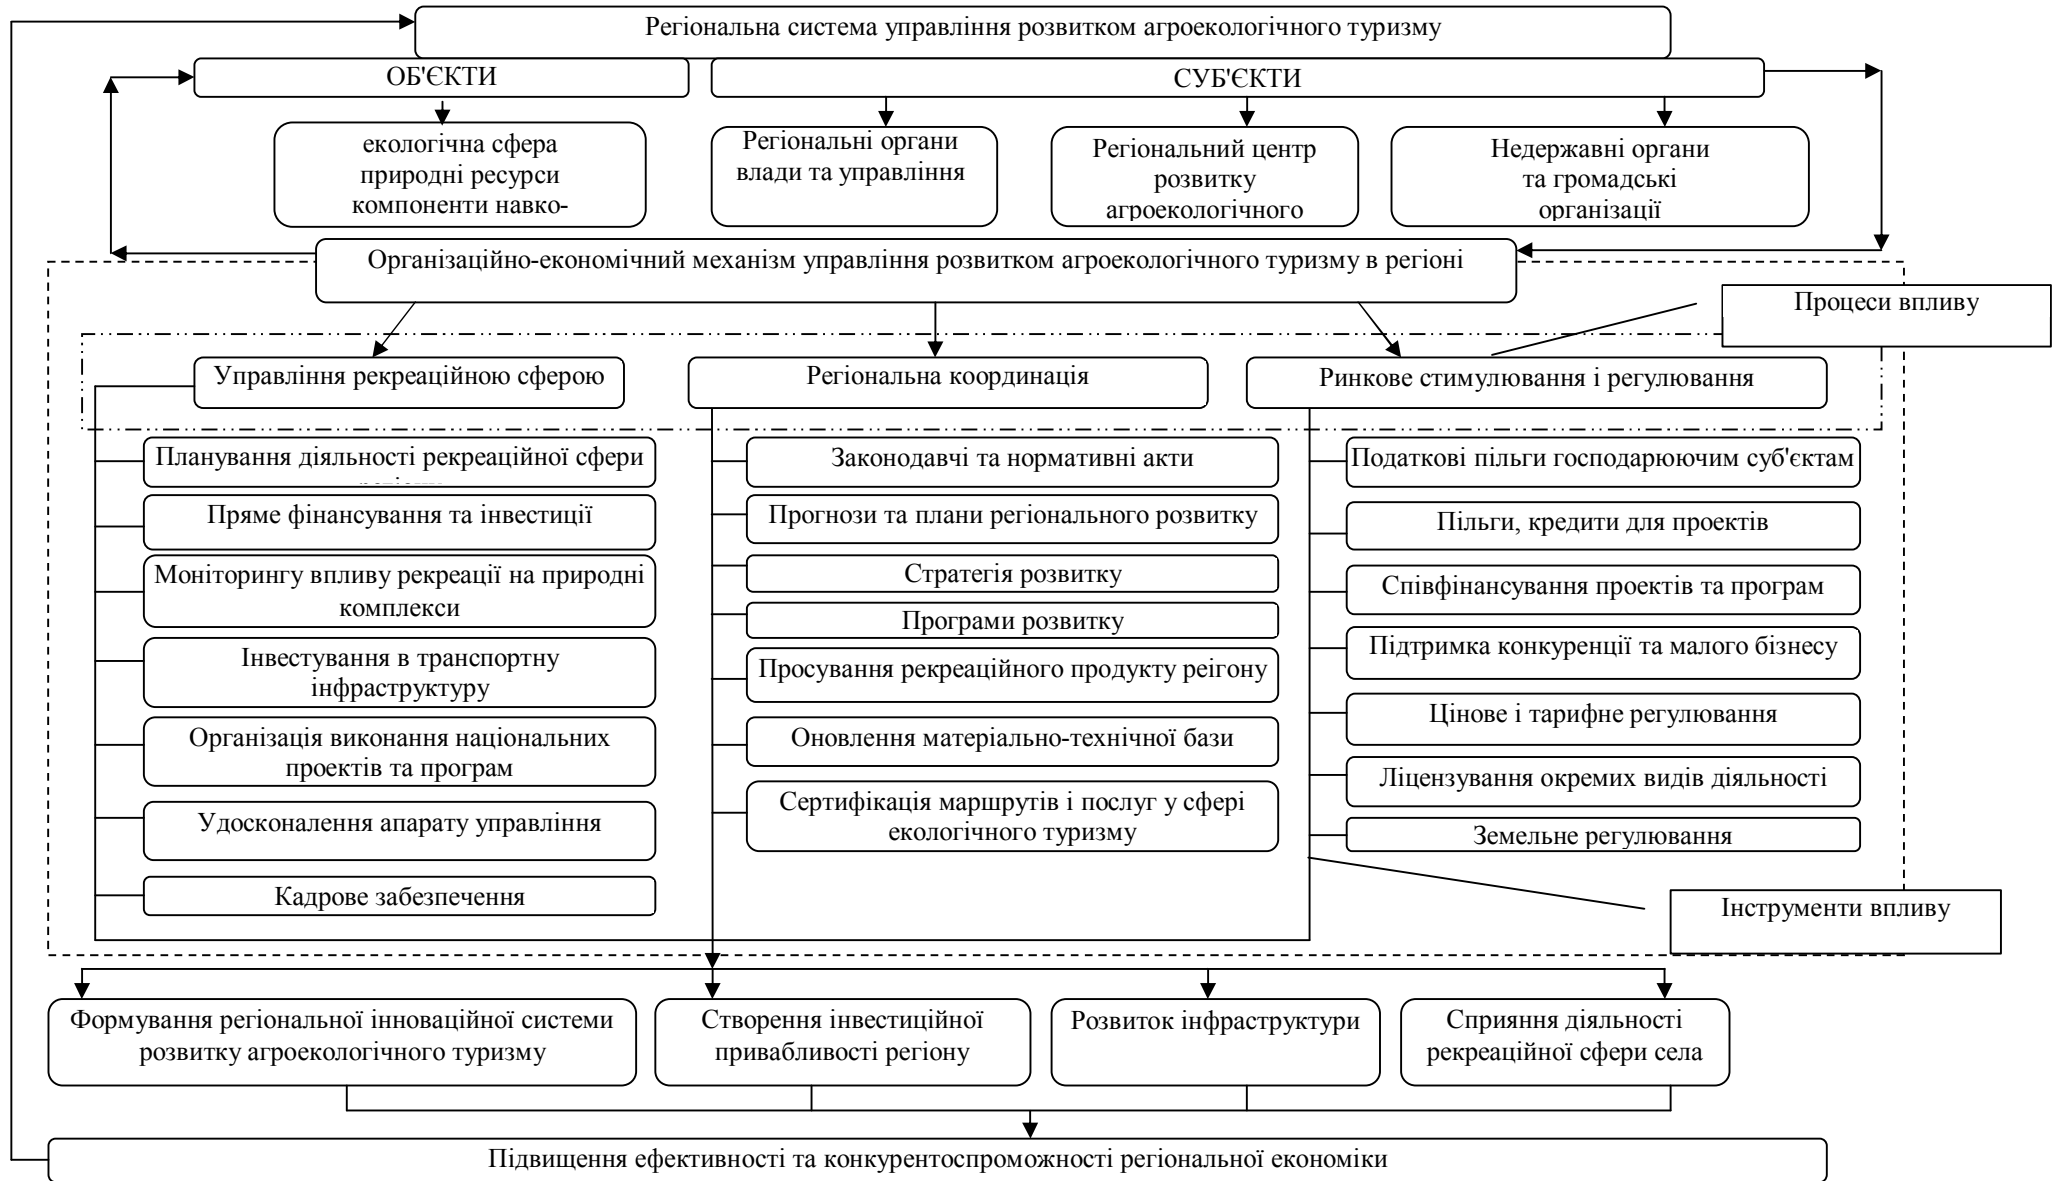 Регіональна система управління розвитком агроекологічного туризму
ОБ'ЄКТИ
СУБ'ЄКТИ
екологічна сфера
природні ресурси
компоненти навко-
Регіональні органи
влади та управління
Регіональний центр
розвитку
агроекологічного
Недержавні органи
та громадські
організації
Організаційно-економічний механізм управління розвитком агроекологічного туризму в регіоні
Процеси впливу
Управління рекреаційною сферою
Регіональна координація
Ринкове стимулювання і регулювання
Планування діяльності рекреаційної сфери
Пряме фінансування та інвестиції
Моніторингу впливу рекреації на природні
комплекси
Інвестування в транспортну
інфраструктуру
Організація виконання національних
проектів та програм
Удосконалення апарату управління
Кадрове забезпечення
Законодавчі та нормативні акти
Прогнози та плани регіонального розвитку
Стратегія розвитку
Програми розвитку
Просування рекреаційного продукту реігону
Оновлення матеріально-технічної бази
Сертифікація маршрутів і послуг у сфері
екологічного туризму
Податкові пільги господарюючим суб'єктам
Пільги, кредити для проектів
Співфінансування проектів та програм
Підтримка конкуренції та малого бізнесу
Цінове і тарифне регулювання
Ліцензування окремих видів діяльності
Земельне регулювання
Інструменти впливу
Формування регіональної інноваційної системи
розвитку агроекологічного туризму
Створення інвестиційної
привабливості регіону
Розвиток інфраструктури
Сприяння діяльності
рекреаційної сфери села
Підвищення ефективності та конкурентоспроможності регіональної економіки